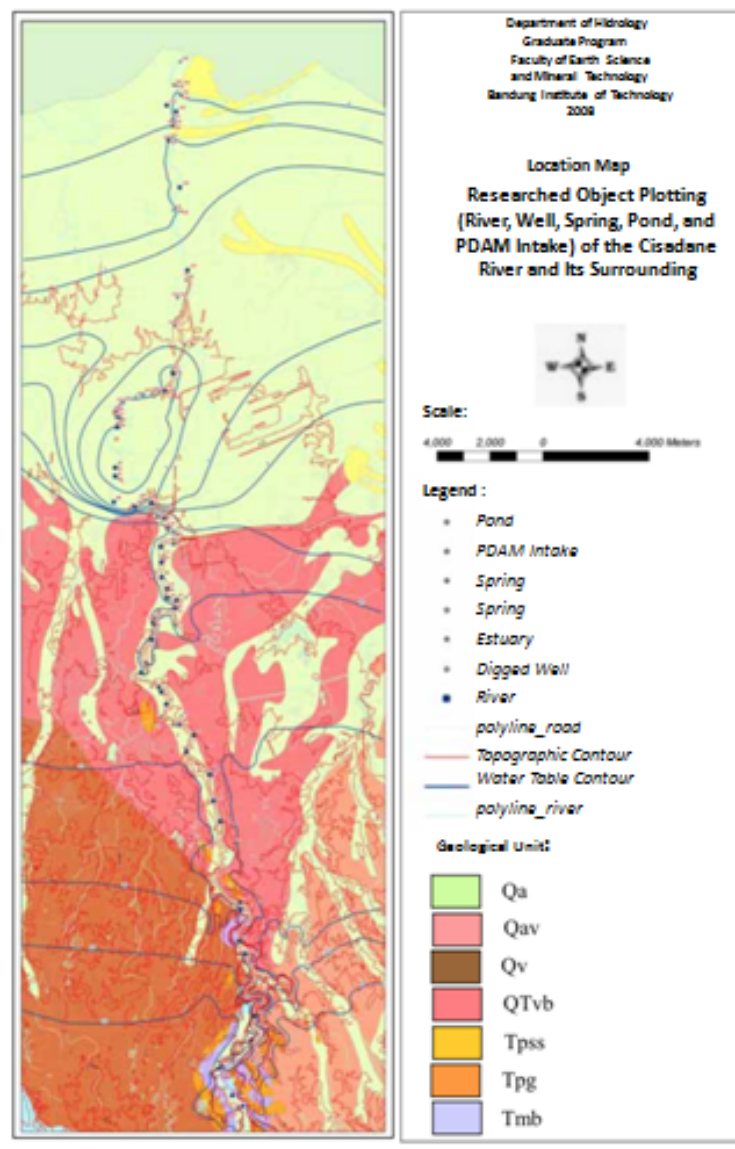 Department of Hidrology
Graduate Program
Faculty of Earth Science
and Mineral Technology
Bandung Institute of Technology
2008
Location Map
Researched Object Plotting
(River, Well, Spring, Pond, and
PDAM Intake) of the Cisadane
River and Its Surrounding
N
W E
S
Scale:
4,000 2,000 0 4,000 Meters
Legend :
Pond
PDAM Intake
Spring
Spring
Estuary
Digged Well
River
polyline_road
Topographic Contour
Water Table Contour
polyline_river
Geological Unit:
Qa
Qav
Qv
QTvb
Tpss
Tpg
Tmb